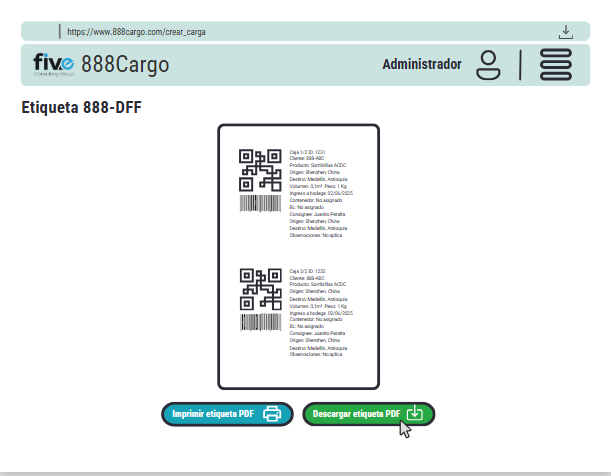 https://www.888cargo.com/crear_carga
five
Consulting Group
888Cargo
Administrador
Etiqueta 888-DFF
Caja 1/2 ID: 1231
Cliente: 888-ABC
Producto: Sombrillas ACDC
Origen: Shenzhen, China
Destino: Medellín, Antioquia
Volumen: 0,1m³ Peso: 1 Kg
Ingreso a bodega: 02/06/2025
Contenedor: No asignado
BL: No asignado
Consignee: Juanito Peralta
Origen: Shenzhen, China
Destino: Medellín, Antioquia
Observaciones: No aplica
Caja 2/2 ID: 1232
Cliente: 888-ABC
Producto: Sombrillas ACDC
Origen: Shenzhen, China
Destino: Medellín, Antioquia
Volumen: 0,1m³ Peso: 1 Kg
Ingreso a bodega: 02/06/2025
Contenedor: No asignado
BL: No asignado
Consignee: Juanito Peralta
Origen: Shenzhen, China
Destino: Medellín, Antioquia
Observaciones: No aplica
Imprimir etiqueta PDF
Descargar etiqueta PDF